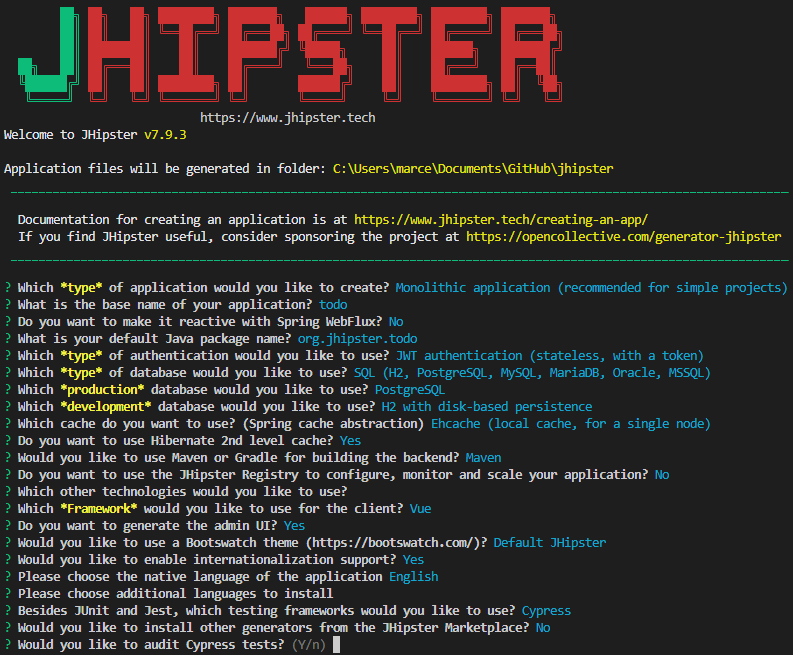 JHIPSTER
https://www.jhipster.tech
Welcome to JHipster v7.9.3
Application files will be generated in folder: C:\Users\marce\Documents\GitHub\jhipster
Documentation for creating an application is at https://www.jhipster.tech/creating-an-app/
If you find JHipster useful, consider sponsoring the project at https://opencollective.com/generator-jhipster
? Which *type* of application would you like to create? Monolithic application (recommended for simple projects)
? What is the base name of your application? todo
? Do you want to make it reactive with Spring WebFlux? No
? What is your default Java package name? org.jhipster.todo
? Which *type* of authentication would you like to use? JWT authentication (stateless, with a token)
? Which *type* of database would you like to use? SQL (H2, PostgreSQL, MySQL, MariaDB, Oracle, MSSQL)
? Which *production* database would you like to use? PostgreSQL
? Which *development* database would you like to use? H2 with disk-based persistence
? Which cache do you want to use? (Spring cache abstraction) Ehcache (local cache, for a single node)
? Do you want to use Hibernate 2nd level cache? Yes
? Would you like to use Maven or Gradle for building the backend? Maven
? Do you want to use the JHipster Registry to configure, monitor and scale your application? No
? Which other technologies would you like to use?
? Which *Framework* would you like to use for the client? Vue
? Do you want to generate the admin UI? Yes
? Would you like to use a Bootswatch theme (https://bootswatch.com/)? Default JHipster
? Would you like to enable internationalization support? Yes
? Please choose the native language of the application English
? Please choose additional languages to install
? Besides JUnit and Jest, which testing frameworks would you like to use? Cypress
? Would you like to install other generators from the JHipster Marketplace? No
? Would you like to audit Cypress tests? (Y/n)